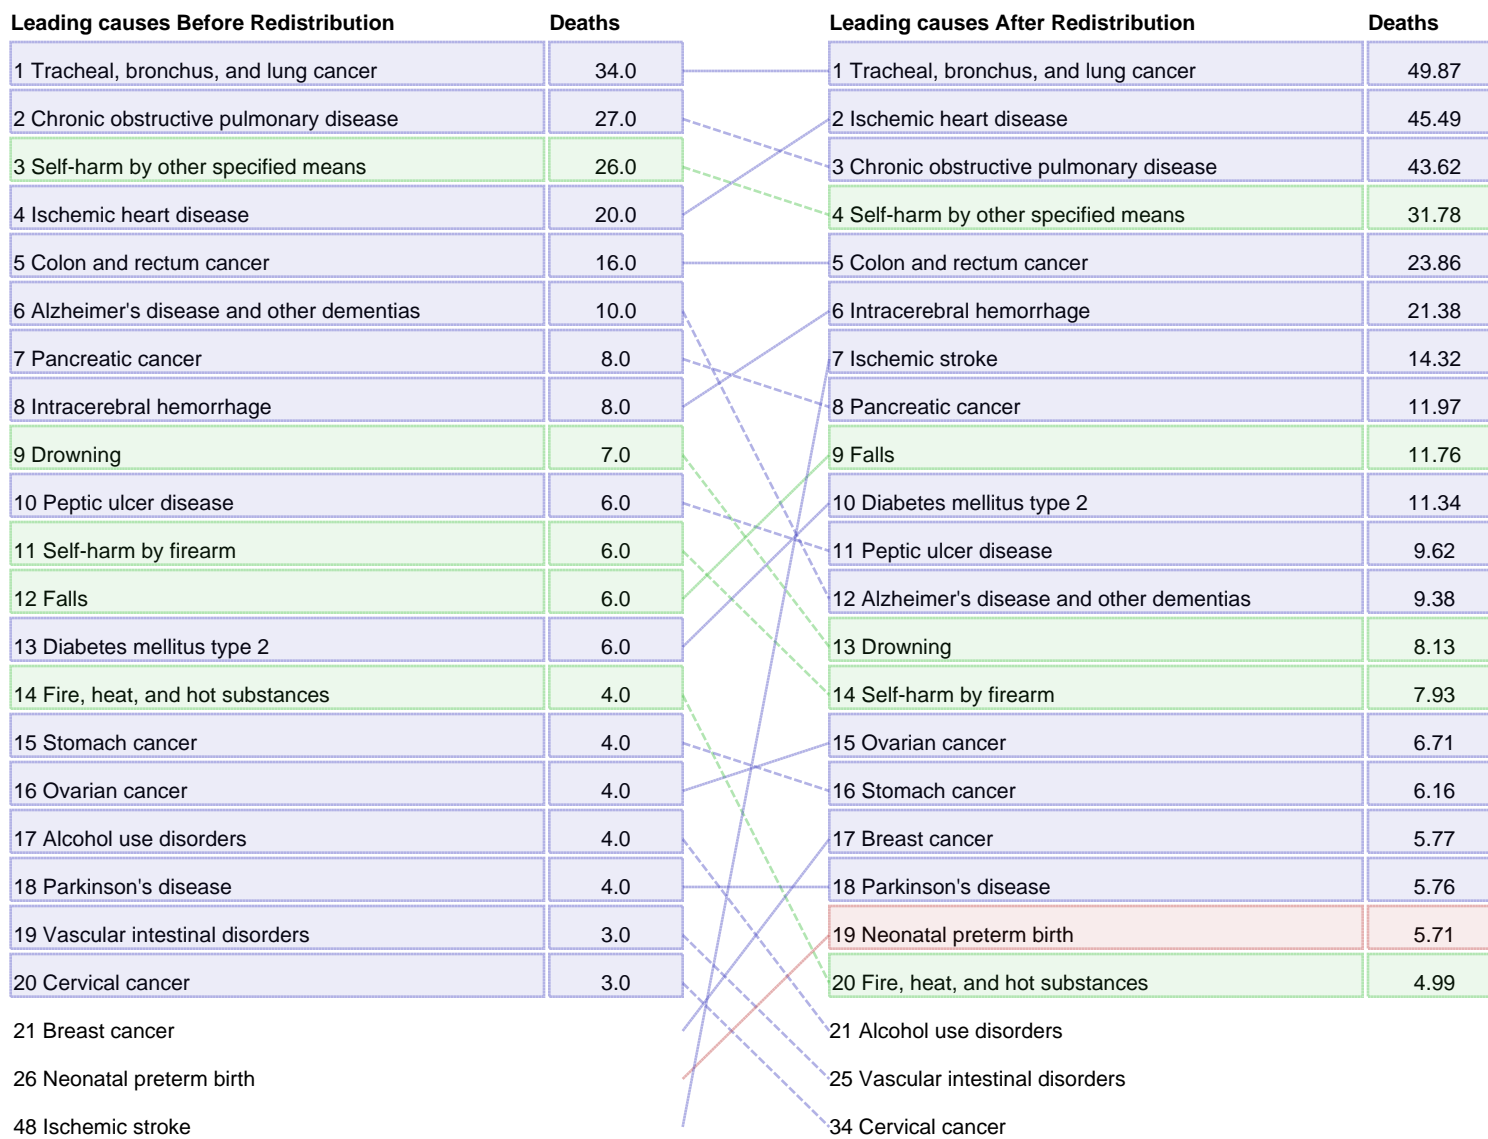 Leading causes Before Redistribution Deaths Leading causes After Redistribution Deaths
1 Tracheal, bronchus, and lung cancer 34.0 1 Tracheal, bronchus, and lung cancer 49.87
2 Chronic obstructive pulmonary disease 27.0 2 Ischemic heart disease 45.49
3 Self-harm by other specified means 26.0 3 Chronic obstructive pulmonary disease 43.62
4 Ischemic heart disease 20.0 4 Self-harm by other specified means 31.78
5 Colon and rectum cancer 16.0 5 Colon and rectum cancer 23.86
6 Alzheimer's disease and other dementias 10.0 6 Intracerebral hemorrhage 21.38
7 Pancreatic cancer 8.0 7 Ischemic stroke 14.32
8 Intracerebral hemorrhage 8.0 8 Pancreatic cancer 11.97
9 Drowning 7.0 9 Falls 11.76
10 Peptic ulcer disease 6.0 10 Diabetes mellitus type 2 11.34
11 Self-harm by firearm 6.0 11 Peptic ulcer disease 9.62
12 Falls 6.0 12 Alzheimer's disease and other dementias 9.38
13 Diabetes mellitus type 2 6.0 13 Drowning 8.13
14 Fire, heat, and hot substances 4.0 14 Self-harm by firearm 7.93
15 Stomach cancer 4.0 15 Ovarian cancer 6.71
16 Ovarian cancer 4.0 16 Stomach cancer 6.16
17 Alcohol use disorders 4.0 17 Breast cancer 5.77
18 Parkinson's disease 4.0 18 Parkinson's disease 5.76
19 Vascular intestinal disorders 3.0 19 Neonatal preterm birth 5.71
20 Cervical cancer 3.0 20 Fire, heat, and hot substances 4.99
21 Breast cancer 21 Alcohol use disorders
26 Neonatal preterm birth 25 Vascular intestinal disorders
48 Ischemic stroke 34 Cervical cancer